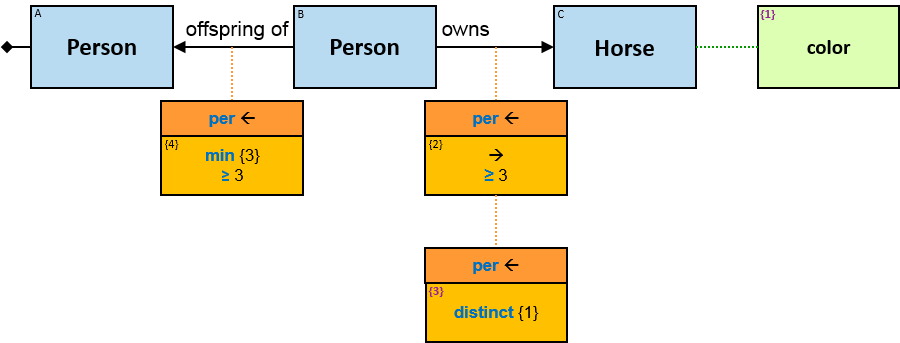 A
Person
offspring of
B
Person
owns
C
Horse
{1}
color
per ←
{4}
min {3}
≥ 3
per ←
{2}
→
≥ 3
per ←
{3}
distinct {1}